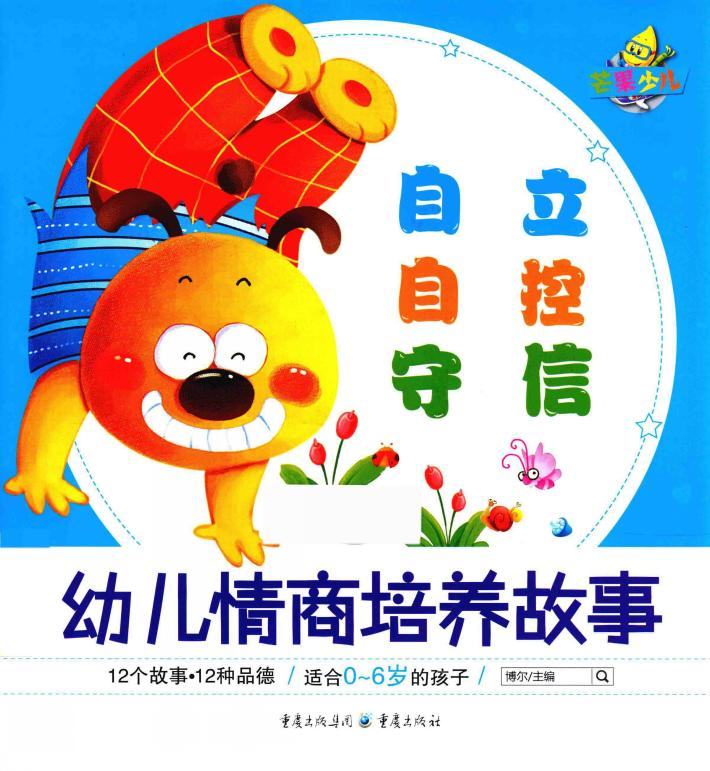 芒果少儿
自立
自控
守信
幼儿情商培养故事
12个故事•12种品德 / 适合0~6岁的孩子 / 博尔/主编
重庆出版集团 重庆出版社